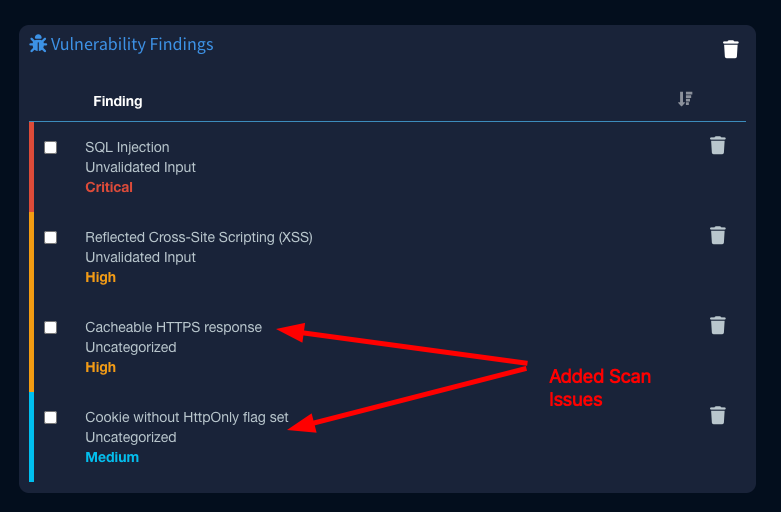 Vulnerability Findings
Finding
SQL Injection
Unvalidated Input
Critical
Reflected Cross-Site Scripting (XSS)
Unvalidated Input
High
Cacheable HTTPS response
Uncategorized
High
Added Scan
Issues
Cookie without HttpOnly flag set
Uncategorized
Medium